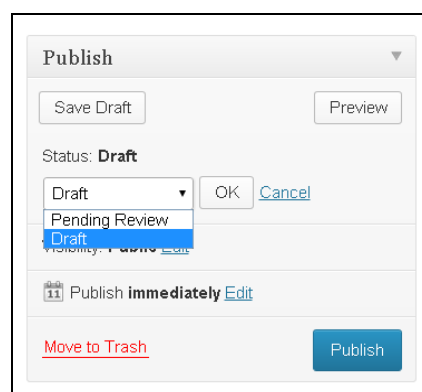 Publish
Save Draft Preview
Status: Draft
Draft OK Cancel
Pending Review
Draft
Visibility: Public Edit
11 Publish immediately Edit
Move to Trash Publish